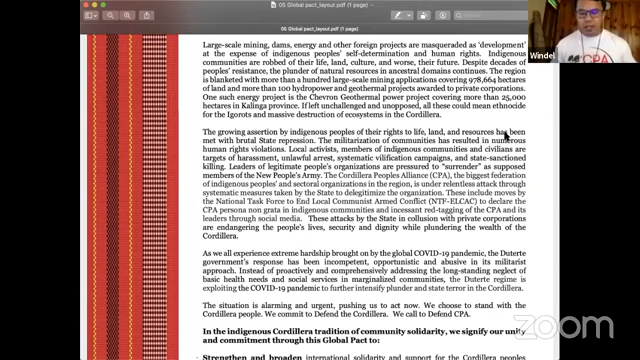 05 Global pact_layout.pdf (1 page)
05 Global pact_layout.pdf (1 page)
Large-scale mining, dams, energy and other foreign projects are masqueraded as 'development'
at the expense of indigenous peoples' self-determination and human rights. Indigenous
communities are robbed of their life, land, culture, and worse, their future. Despite decades of
peoples' resistance, the plunder of natural resources in ancestral domains continues. The region
is blanketed with more than a hundred large-scale mining applications covering 978,664 hectares
of land and more than 100 hydropower and geothermal projects awarded to private corporations.
One such energy project is the Chevron Geothermal power project covering more than 25,000
hectares in Kalinga province. If left unchallenged and unopposed, all these could mean ethnocide
for the Igorots and massive destruction of ecosystems in the Cordillera.
The growing assertion by indigenous peoples of their rights to life, land, and resources has been
met with brutal State repression. The militarization of communities has resulted in numerous
human rights violations. Local activists, members of indigenous communities and civilians are
targets of harassment, unlawful arrest, systematic vilification campaigns, and state-sanctioned
killing. Leaders of legitimate people's organizations are pressured to "surrender" as supposed
members of the New People's Army. The Cordillera Peoples Alliance (CPA), the biggest federation
of indigenous peoples' and sectoral organizations in the region, is under relentless attack through
systematic measures taken by the State to delegitimize the organization. These include moves by
the National Task Force to End Local Communist Armed Conflict (NTF-ELCAC) to declare the
CPA persona non grata in indigenous communities and incessant red-tagging of the CPA and its
leaders through social media. These attacks by the State in collusion with private corporations
are endangering the people's lives, security and dignity while plundering the wealth of the
Cordillera.
As we all experience extreme hardship brought on by the global COVID-19 pandemic, the Duterte
government's response has been incompetent, opportunistic and abusive in its militarist
approach. Instead of proactively and comprehensively addressing the long-standing neglect of
basic health needs and social services in marginalized communities, the Duterte regime is
exploiting the COVID-19 pandemic to further intensify plunder and state terror in the Cordillera.
The situation is alarming and urgent, pushing us to act now. We choose to stand with the
Cordillera people. We commit to Defend the Cordillera. We call to Defend CPA.
In the indigenous Cordillera tradition of community solidarity, we signify our unity
and commitment through this Global Pact to:
Strengthen and broaden international solidarity and support for the Cordillera peoples
CPA
Windel
zoom